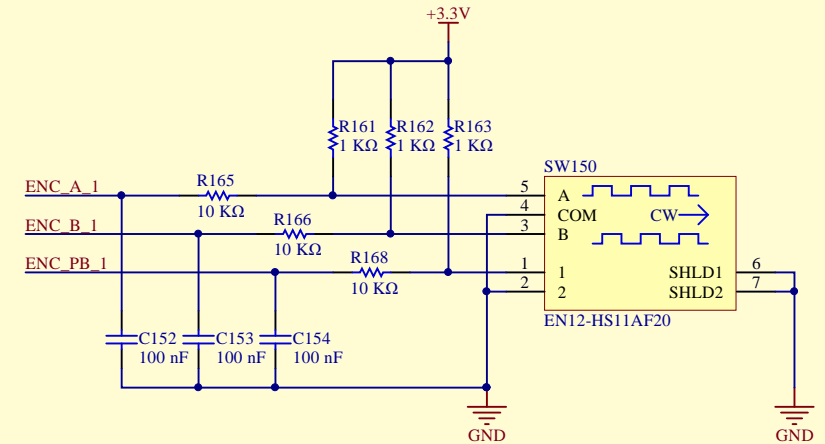 +3.3V
R161
1 KΩ
R162
1 KΩ
R163
1 KΩ
SW150
ENC_A_1
R165
10 KΩ
5
A
4
COM
CW
ENC_B_1
R166
10 KΩ
3
B
ENC_PB_1
R168
10 KΩ
1
1
SHLD1
6
2
2
SHLD2
7
EN12-HS11AF20
C152
100 nF
C153
100 nF
C154
100 nF
GND
GND